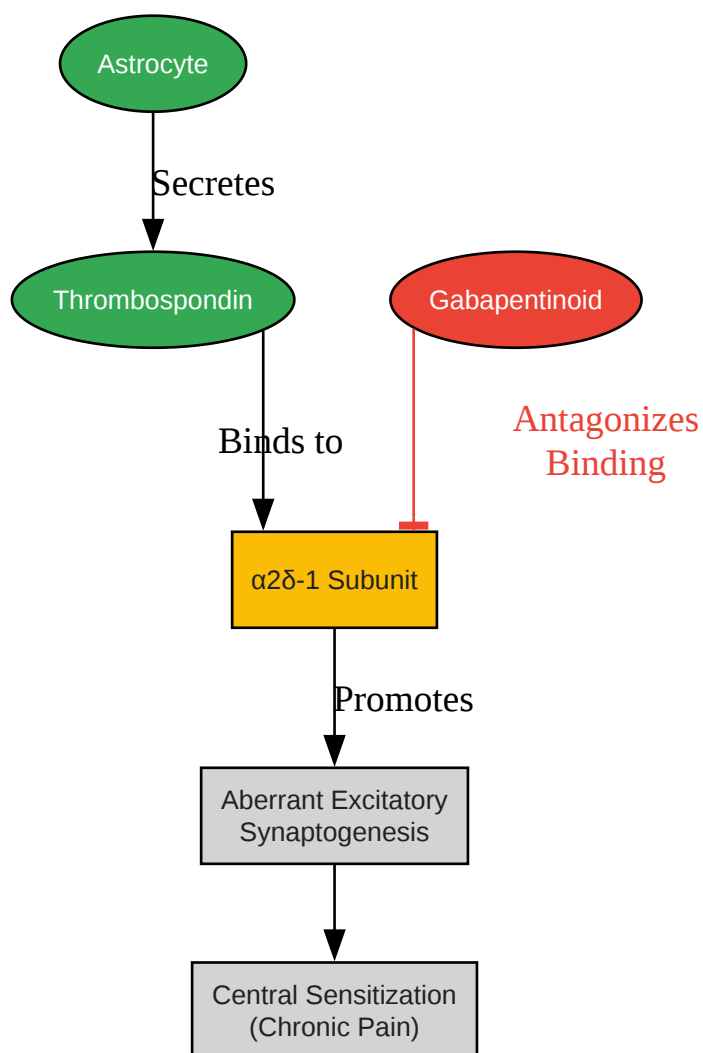 Astrocyte
Secretes
Thrombospondin
Gabapentinoid
Binds to
Antagonizes
Binding
α2δ-1 Subunit
Promotes
Aberrant Excitatory
Synaptogenesis
Central Sensitization
(Chronic Pain)